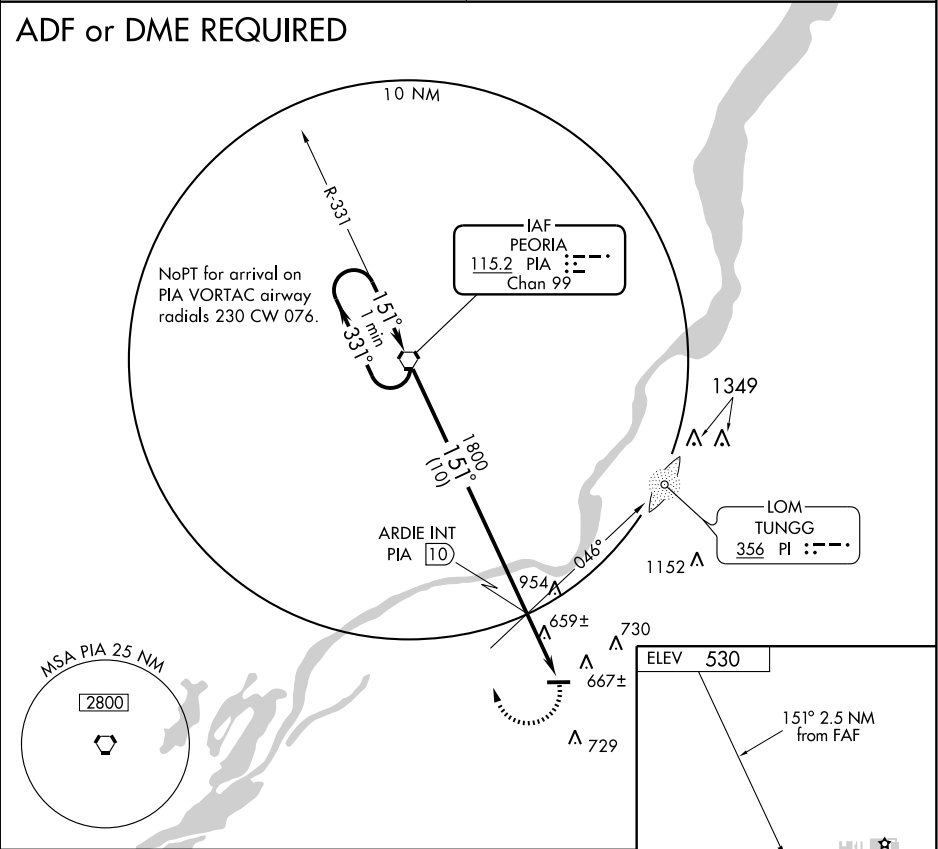 ADF or DME REQUIRED
10 NM
R-331
IAF
PEORIA
115.2 PIA
Chan 99
NoPT for arrival on
PIA VORTAC airway
radials 230 CW 076.
151°
1 min
331°
1349
1800
151°
(10)
LOM
TUNGG
356 PI
ARDIE INT
PIA 10
046°
1152
954
659±
730
667±
729
MSA PIA 25 NM
2800
ELEV 530
151° 2.5 NM
from FAF